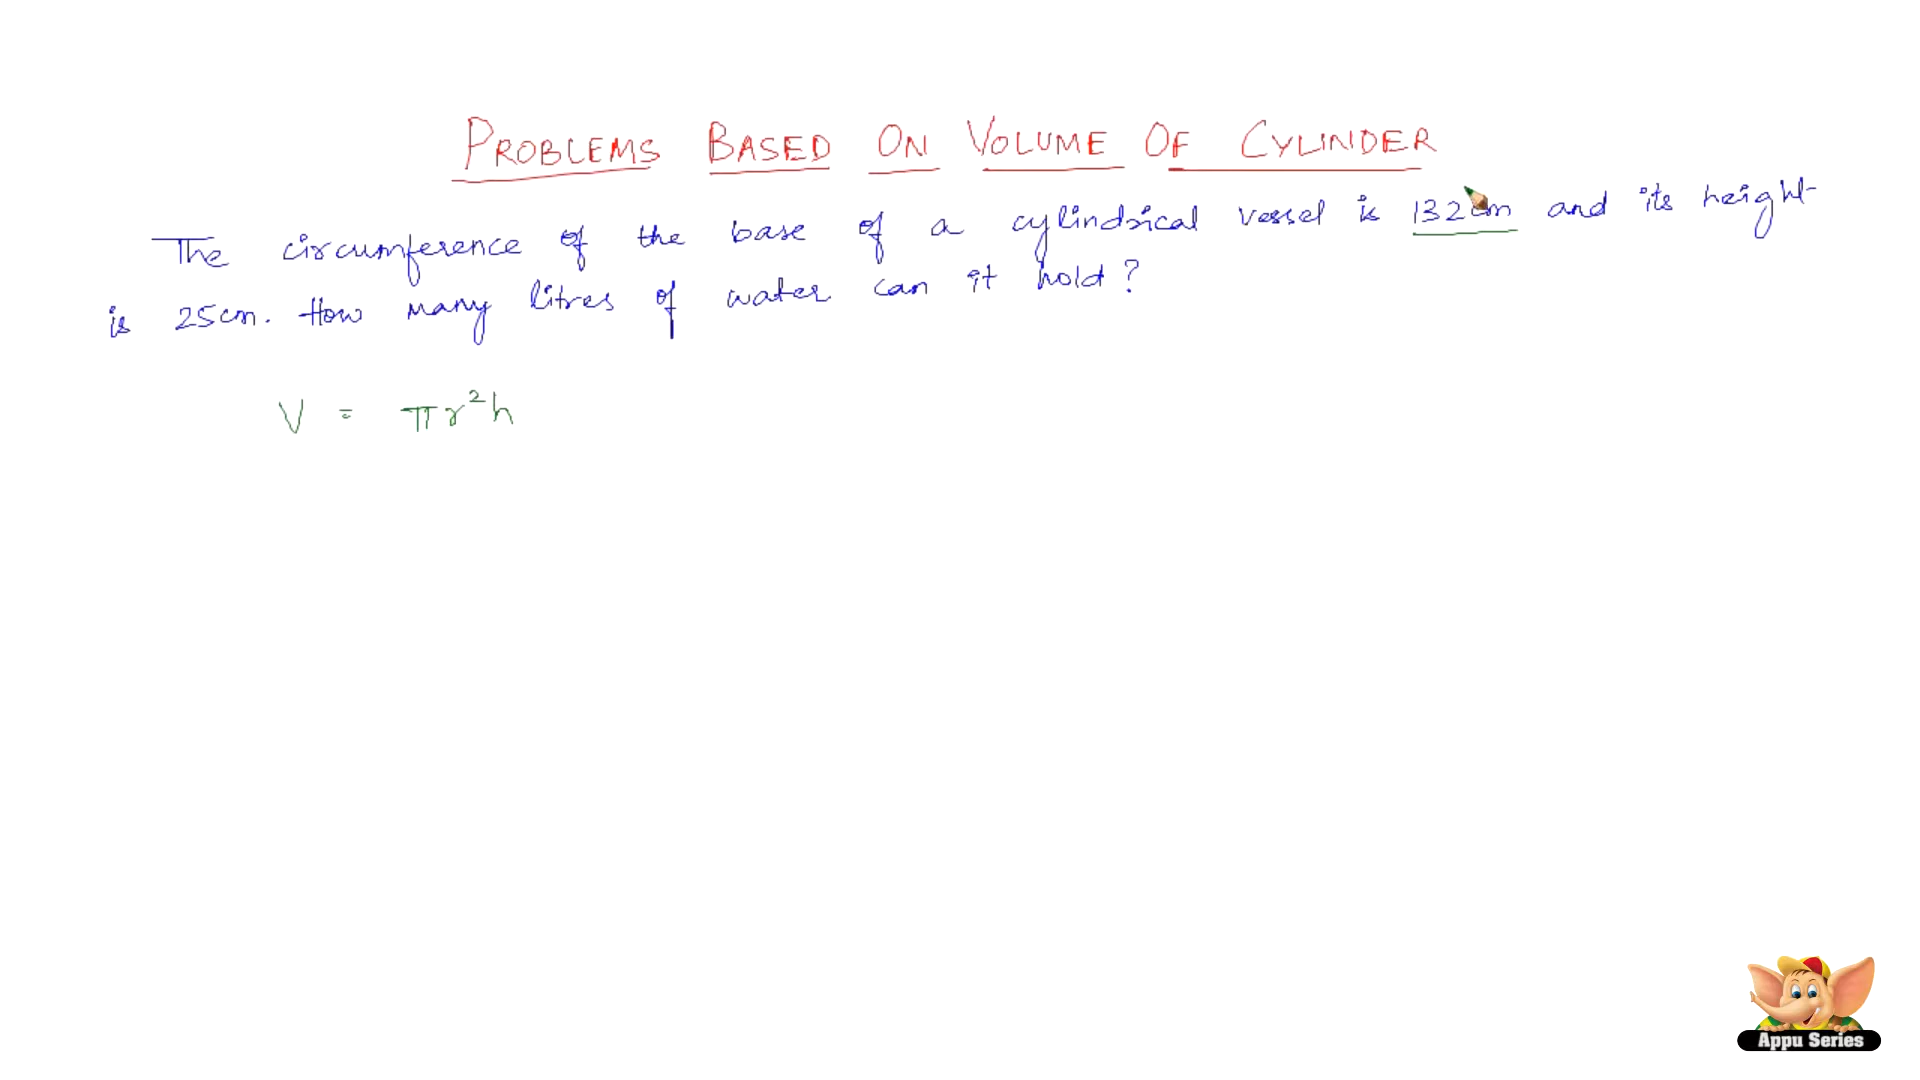 PROBLEMS BASED ON VOLUME OF CYLINDER
The circumference of the base of a cylindrical vessel is 132cm and its height
is 25cm. How many litres of water can it hold?
V = πr²h
Appu Series